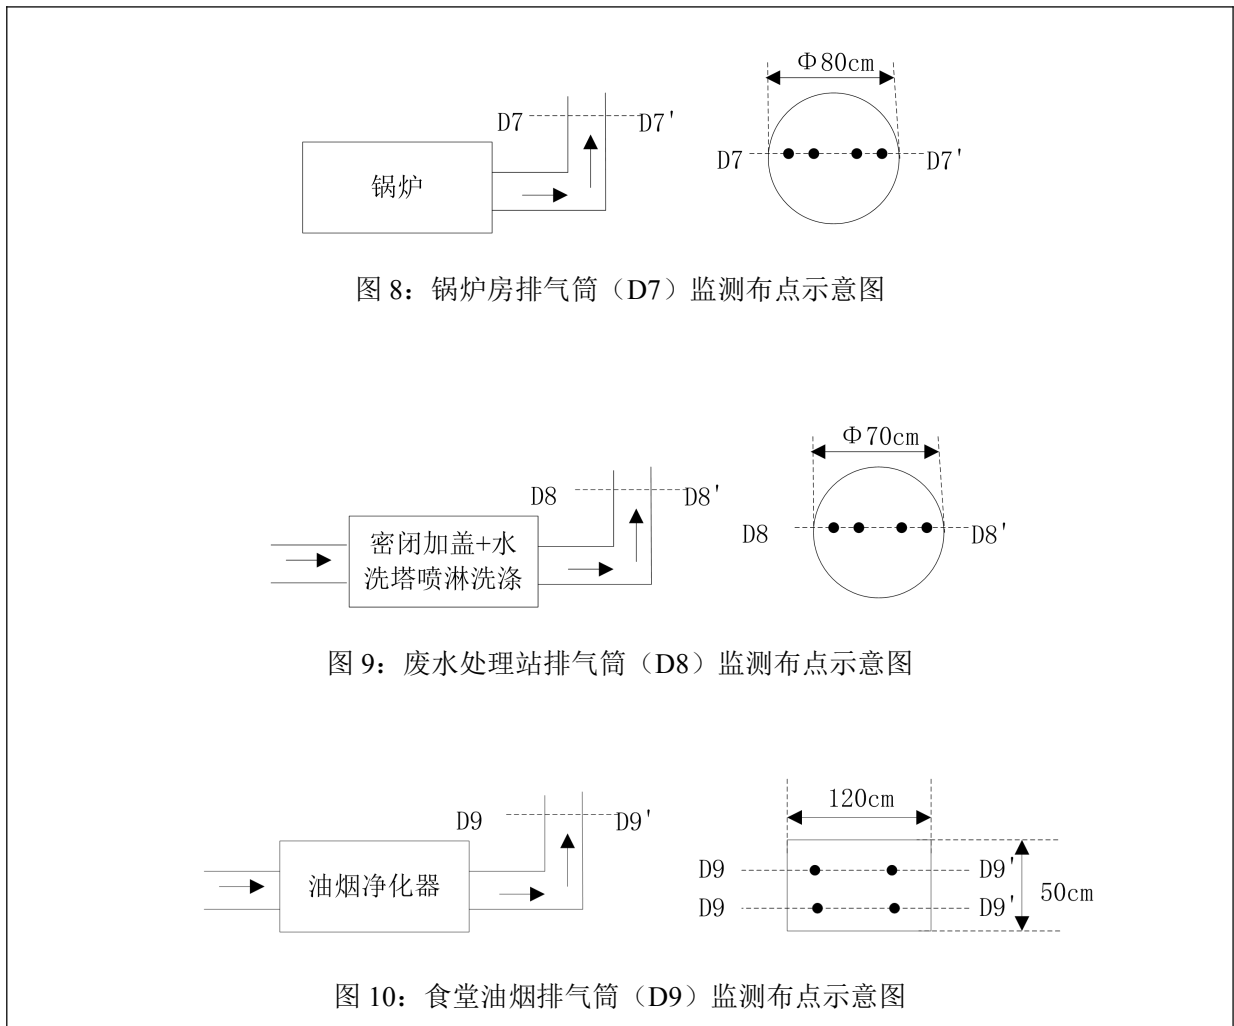 Φ80cm
D7
D7'
锅炉
D7
D7'
图 8：锅炉房排气筒（D7）监测布点示意图
Φ70cm
D8
D8'
密闭加盖+水
洗塔喷淋洗涤
D8
D8'
图 9：废水处理站排气筒（D8）监测布点示意图
120cm
D9
D9'
油烟净化器
D9
D9'
50cm
D9
D9'
图 10：食堂油烟排气筒（D9）监测布点示意图